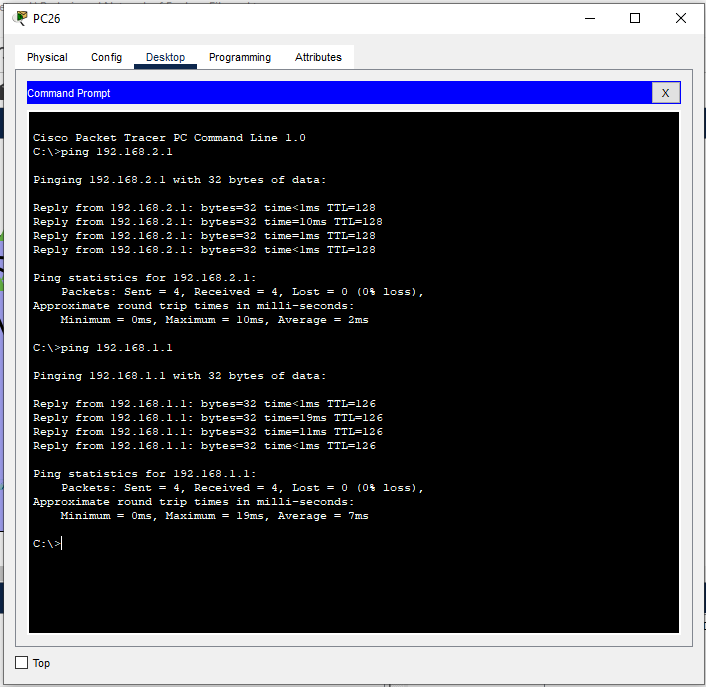 PC26
Physical Config Desktop Programming Attributes
Command Prompt X
Cisco Packet Tracer PC Command Line 1.0
C:\>ping 192.168.2.1
Pinging 192.168.2.1 with 32 bytes of data:
Reply from 192.168.2.1: bytes=32 time<1ms TTL=128
Reply from 192.168.2.1: bytes=32 time=10ms TTL=128
Reply from 192.168.2.1: bytes=32 time=1ms TTL=128
Reply from 192.168.2.1: bytes=32 time<1ms TTL=128
Ping statistics for 192.168.2.1:
Packets: Sent = 4, Received = 4, Lost = 0 (0% loss),
Approximate round trip times in milli-seconds:
Minimum = 0ms, Maximum = 10ms, Average = 2ms
C:\>ping 192.168.1.1
Pinging 192.168.1.1 with 32 bytes of data:
Reply from 192.168.1.1: bytes=32 time<1ms TTL=126
Reply from 192.168.1.1: bytes=32 time=19ms TTL=126
Reply from 192.168.1.1: bytes=32 time=11ms TTL=126
Reply from 192.168.1.1: bytes=32 time<1ms TTL=126
Ping statistics for 192.168.1.1:
Packets: Sent = 4, Received = 4, Lost = 0 (0% loss),
Approximate round trip times in milli-seconds:
Minimum = 0ms, Maximum = 19ms, Average = 7ms
C:\>
Top